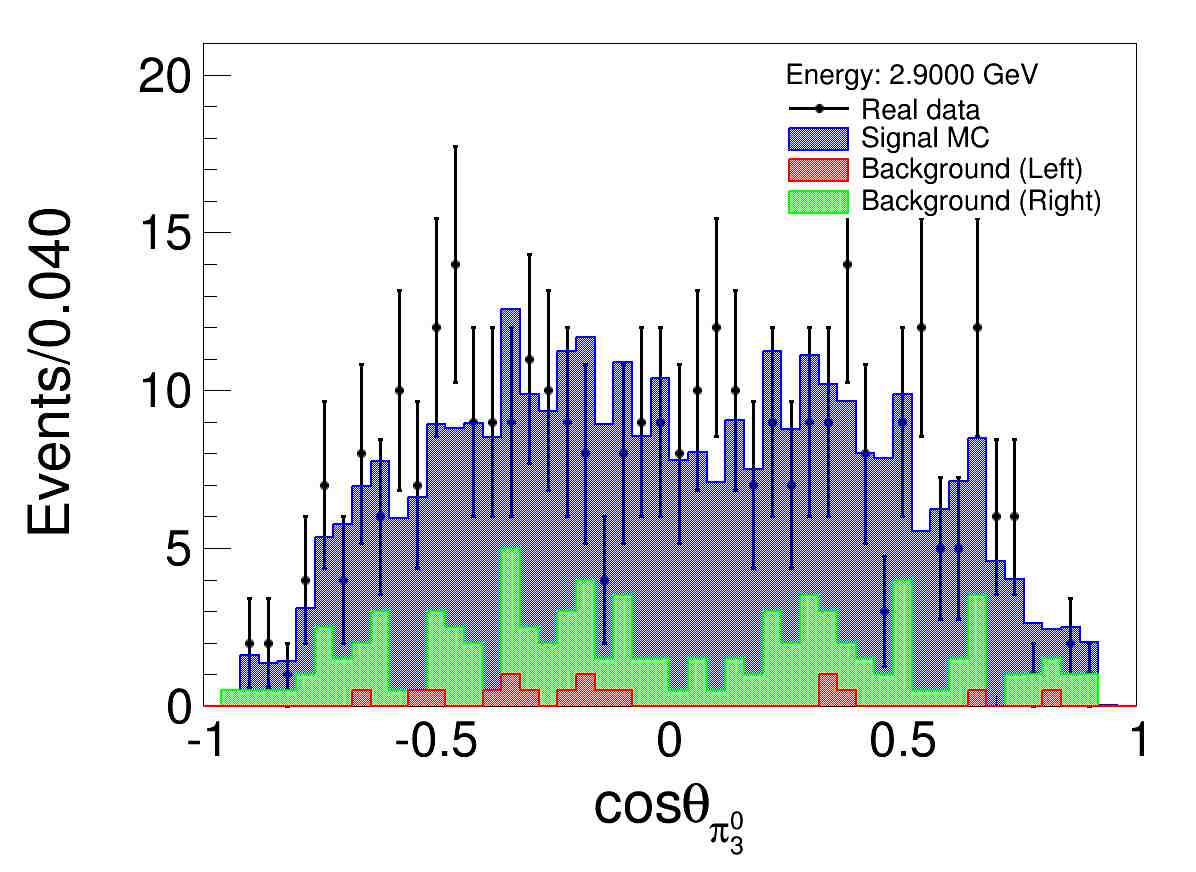 Energy: 2.9000 GeV
Real data
Signal MC
Background (Left)
Background (Right)
Events/0.040
20
15
10
5
0
-1
-0.5
0
0.5
1
cosθπ⁰₃